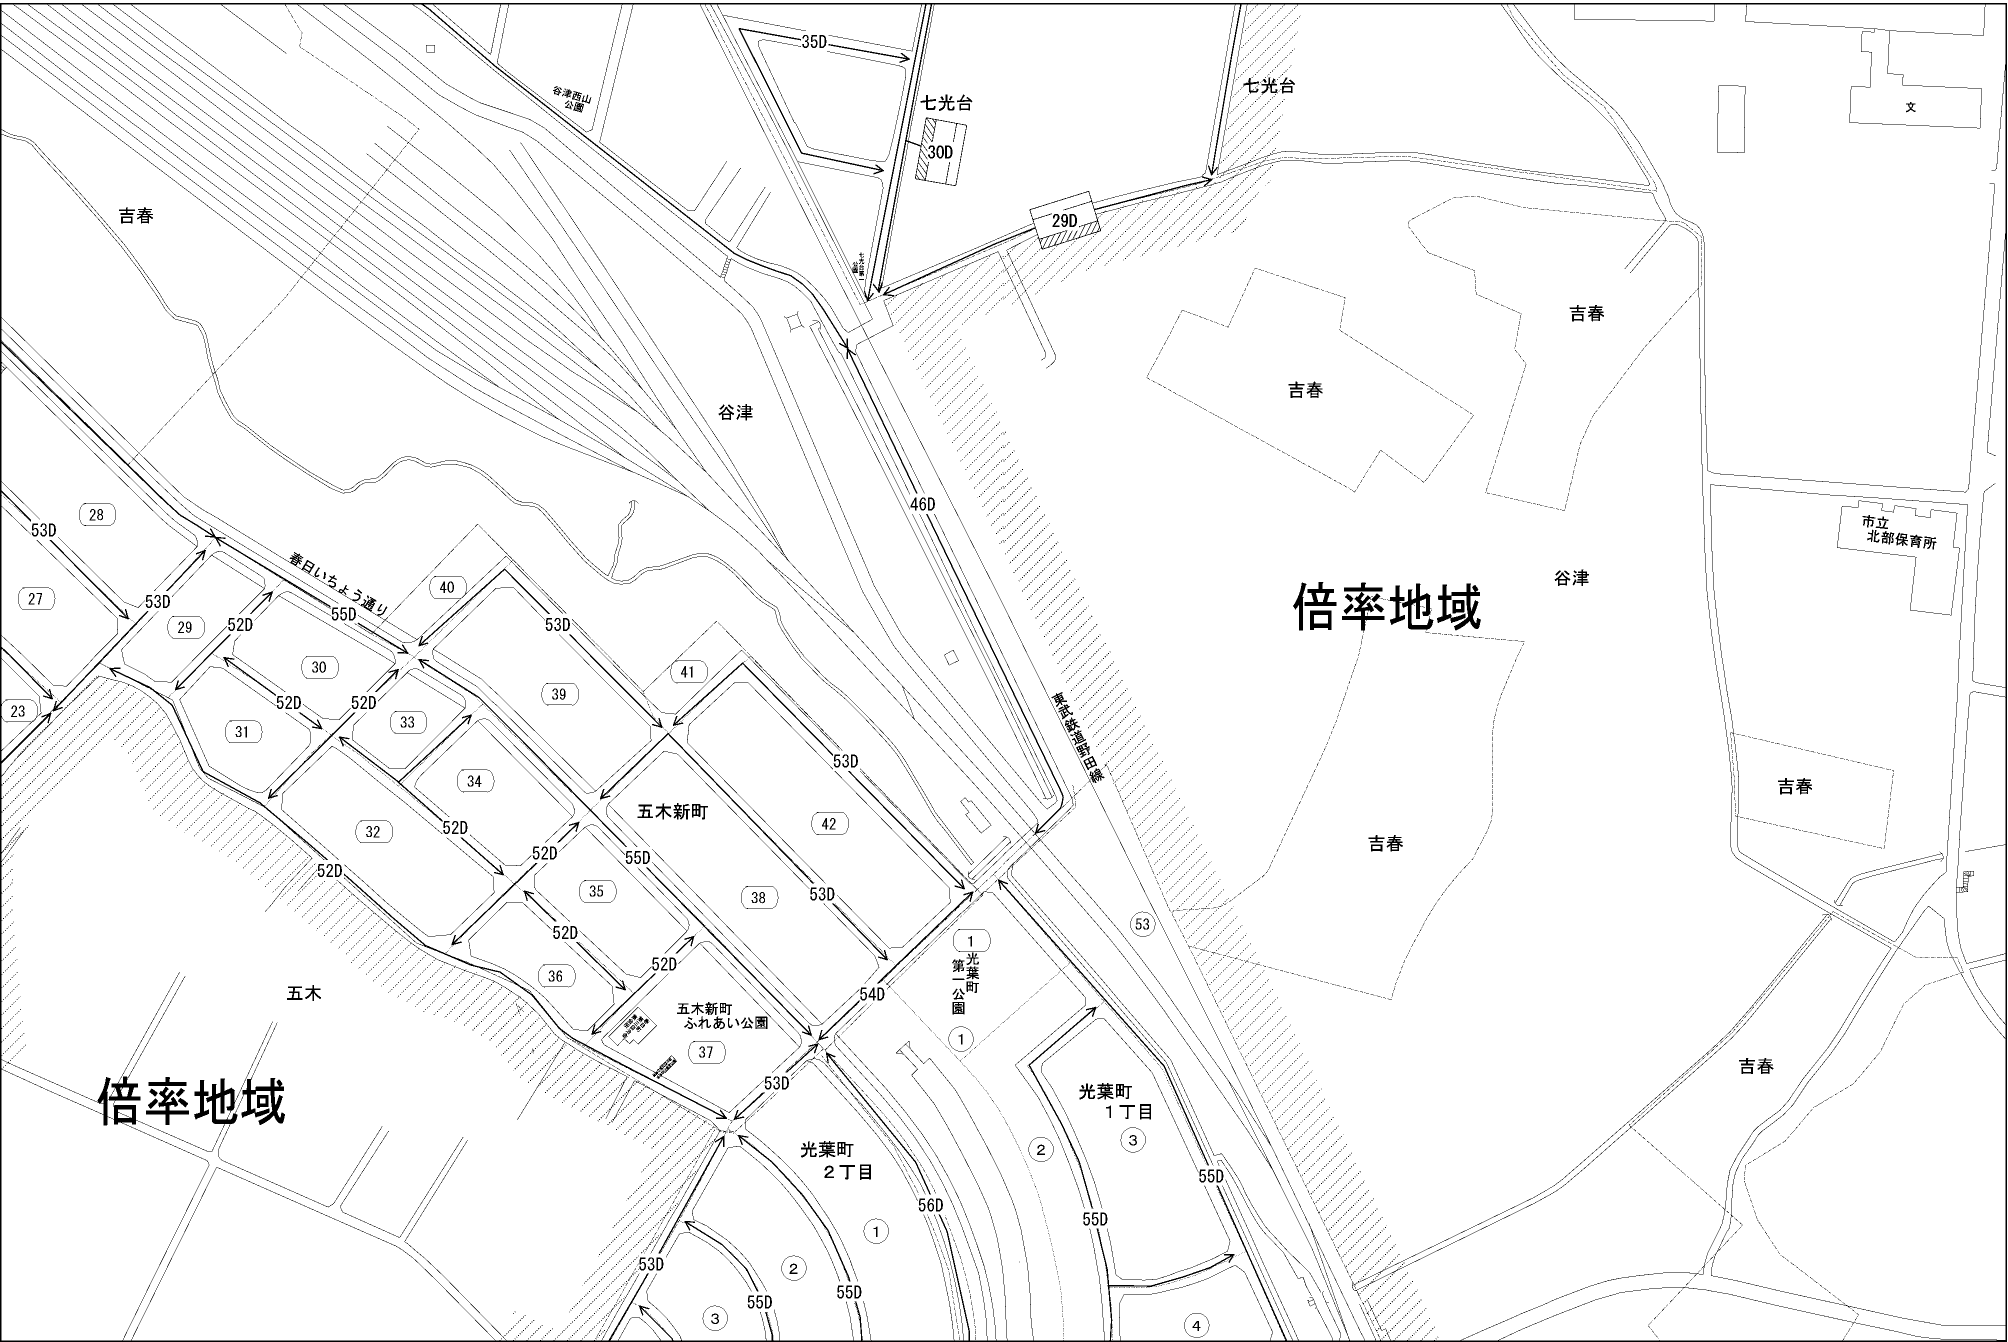 35D
谷津西山
公園
七光台
七光台
30D
文
吉春
29D
七光台第一
公園
吉春
吉春
谷津
46D
28
53D
市立
北部保育所
春日いちょう通り
谷津
倍率地域
40
27
53D
29
52D
55D
53D
30
41
39
52D
52D
23
33
31
東武鉄道野田線
53D
34
吉春
五木新町
42
32
52D
吉春
52D
55D
52D
35
53D
38
53
52D
1
光葉町
第一公園
52D
36
五木
54D
五木新町
ふれあい公園
1
37
吉春
53D
倍率地域
光葉町
1丁目
3
光葉町
2丁目
2
55D
56D
55D
1
53D
2
55D
55D
3
4